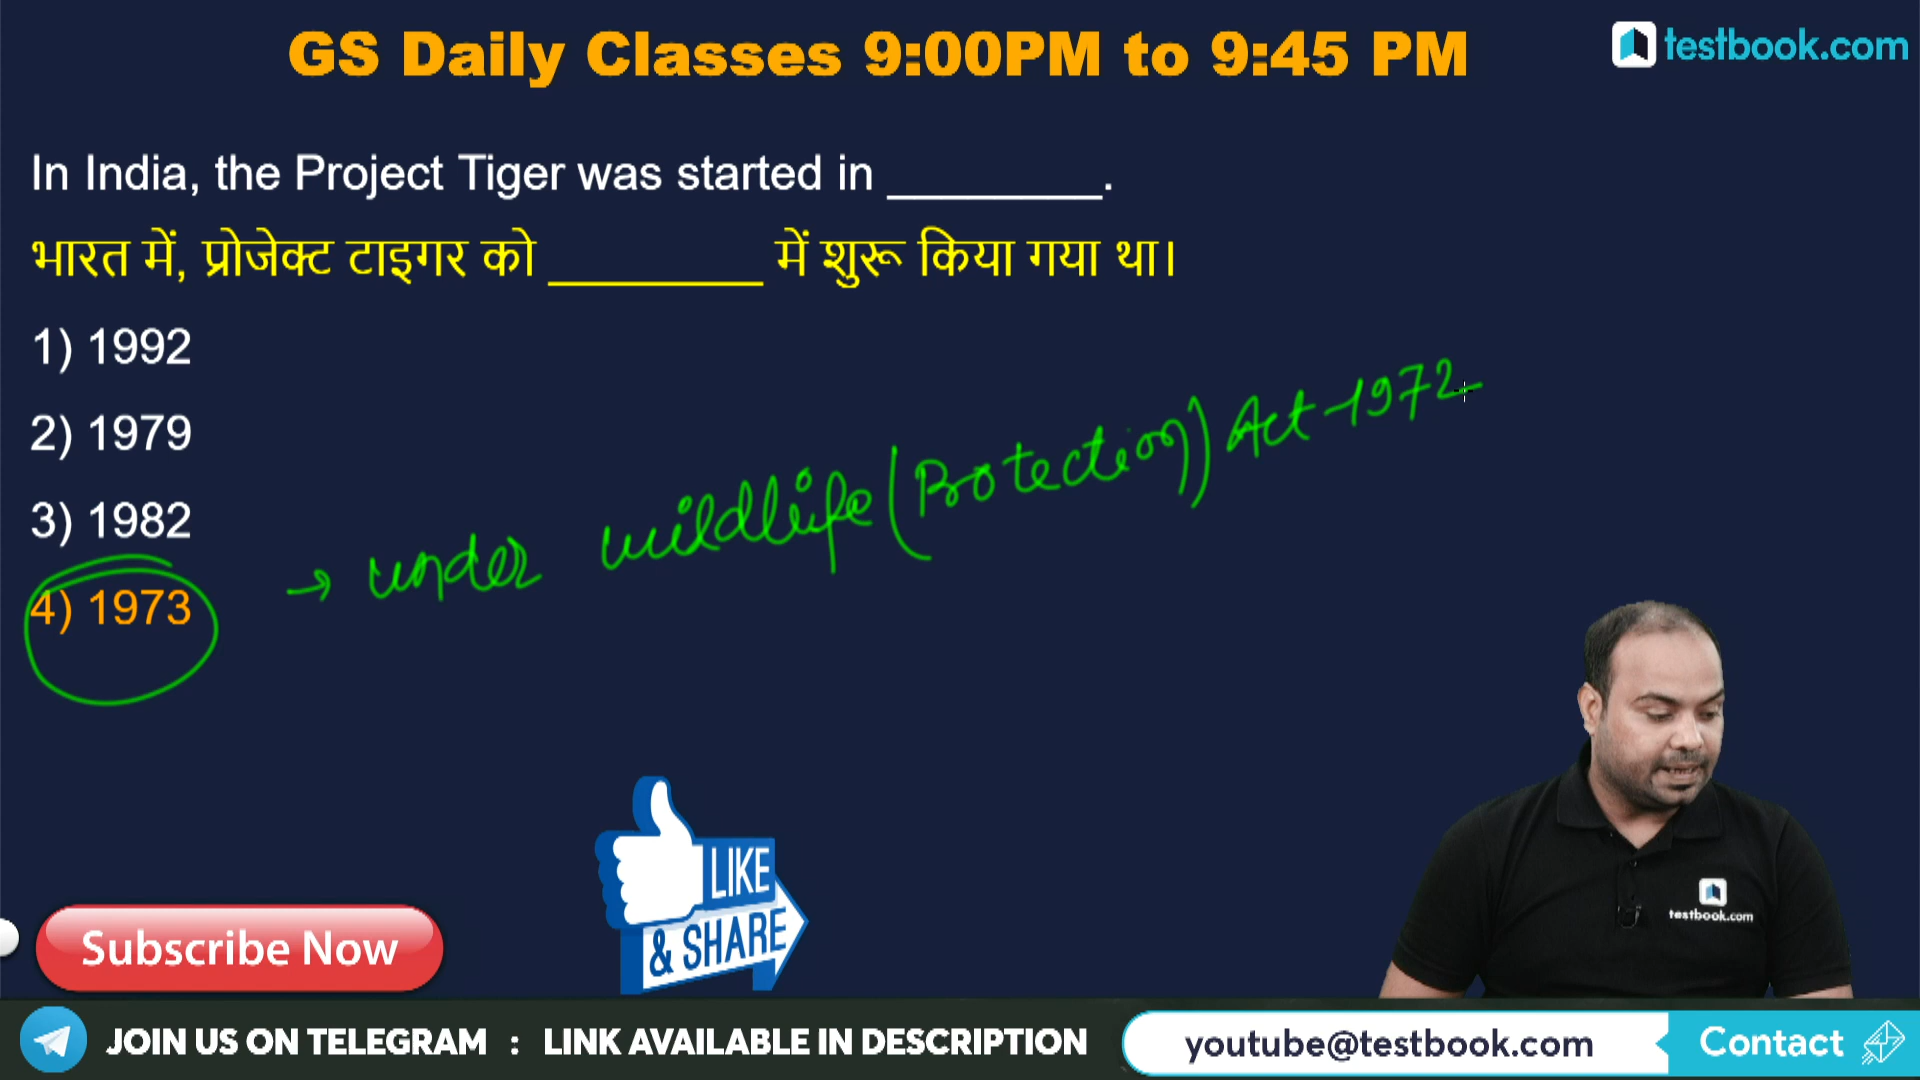 GS Daily Classes 9:00PM to 9:45 PM
testbook.com
In India, the Project Tiger was started in ________.
भारत में, प्रोजेक्ट टाइगर को ________ में शुरू किया गया था।
1) 1992
2) 1979
3) 1982
4) 1973
→ under wildlife (Protection) Act - 1972
LIKE
& SHARE
testbook.com
Subscribe Now
JOIN US ON TELEGRAM : LINK AVAILABLE IN DESCRIPTION
youtube@testbook.com
Contact